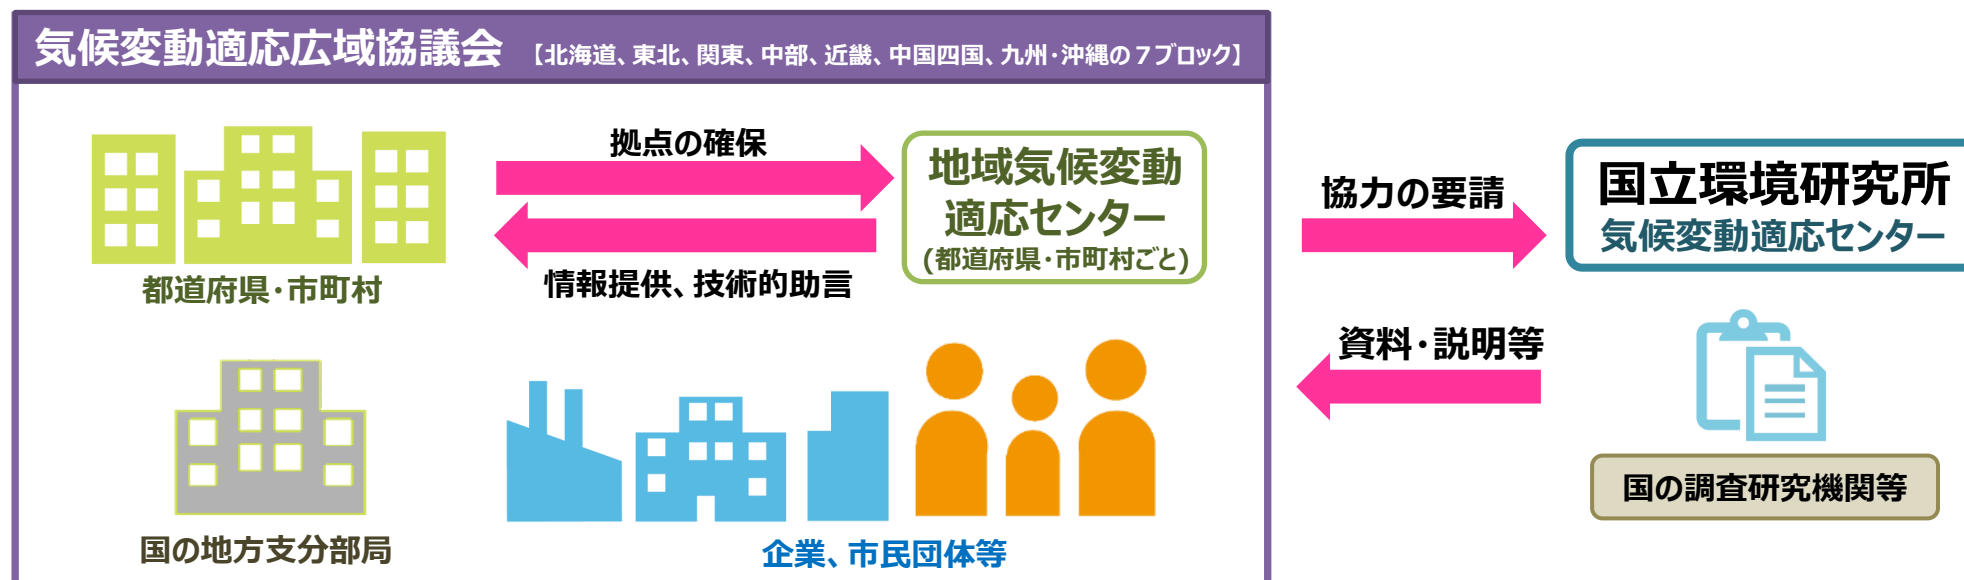 気候変動適応広域協議会 【北海道、東北、関東、中部、近畿、中国四国、九州・沖縄の７ブロック】
拠点の確保
地域気候変動
適応センター
(都道府県・市町村ごと)
情報提供、技術的助言
都道府県・市町村
協力の要請
国立環境研究所
気候変動適応センター
資料・説明等
国の調査研究機関等
国の地方支分部局
企業、市民団体等